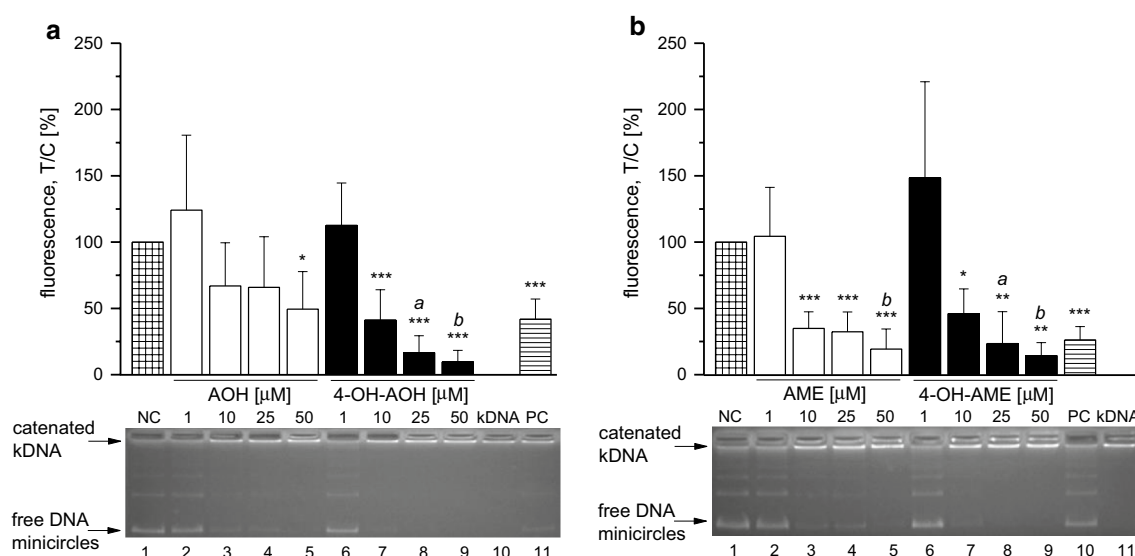 a
250
200
150
100
50
0
fluorescence, T/C [%]
*
***
a
***
b
***
***
AOH [µM]
4-OH-AOH [µM]
NC 1 10 25 50 1 10 25 50 kDNA PC
catenated
kDNA
free DNA
minicircles
1 2 3 4 5 6 7 8 9 10 11
b
250
200
150
100
50
0
fluorescence, T/C [%]
***
***
b
***
*
a
**
b
**
***
AME [µM]
4-OH-AME [µM]
NC 1 10 25 50 1 10 25 50 PC kDNA
catenated
kDNA
free DNA
minicircles
1 2 3 4 5 6 7 8 9 10 11